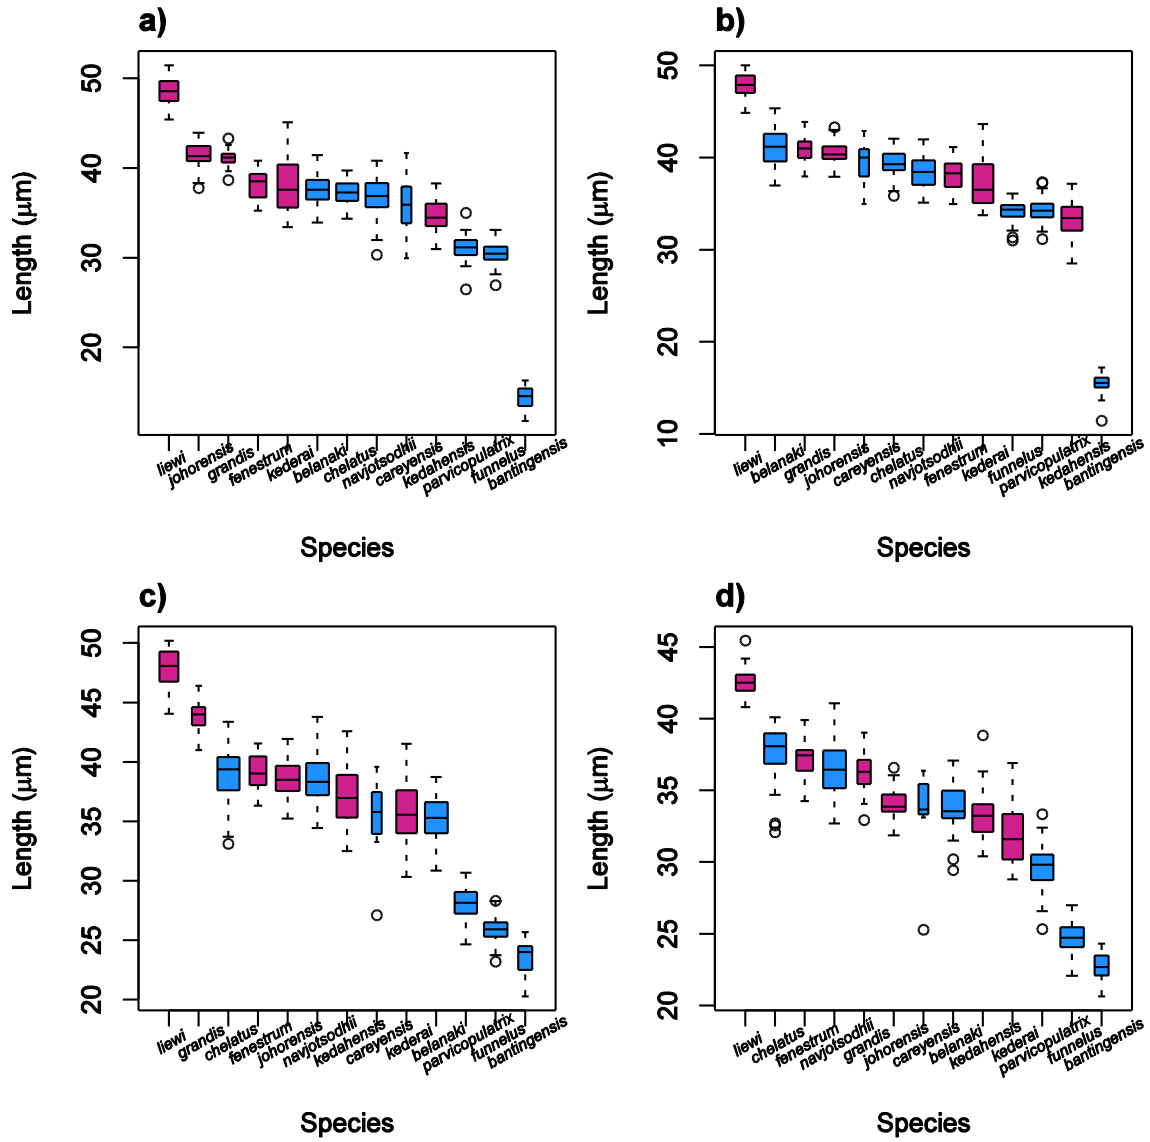 a)
50
40
30
20
Length (μm)
liewi
johorensis
grandis
fenestrum
kederai
belanaki
chelatus
navjotsodhii
careyensis
kedahensis
parvicopulatrix
funnelus
bantingensis
Species
b)
50
40
30
20
10
Length (μm)
liewi
belanaki
grandis
johorensis
careyensis
chelatus
navjotsodhii
fenestrum
kederai
funnelus
parvicopulatrix
kedahensis
bantingensis
Species
c)
50
45
40
35
30
25
20
Length (μm)
liewi
grandis
chelatus
fenestrum
johorensis
navjotsodhii
kedahensis
careyensis
kederai
belanaki
parvicopulatrix
funnelus
bantingensis
Species
d)
45
40
35
30
25
20
Length (μm)
liewi
chelatus
fenestrum
navjotsodhii
grandis
johorensis
careyensis
belanaki
kedahensis
kederai
parvicopulatrix
funnelus
bantingensis
Species